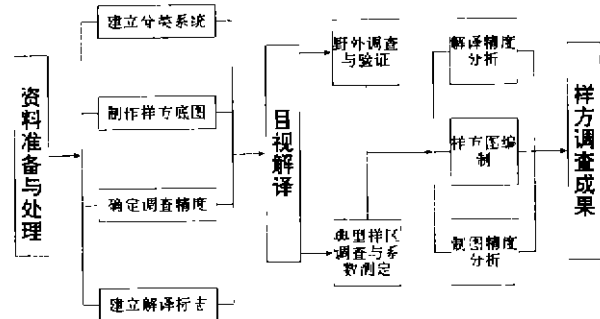 资料准备与处理
建立分类系统
制作样方底图
确定调查精度
建立解译标志
目视解译
野外调查
与验证
典型样区
调查与系
数测定
解译精度
分析
样方图编
制
制图精度
分析
样方调查成果